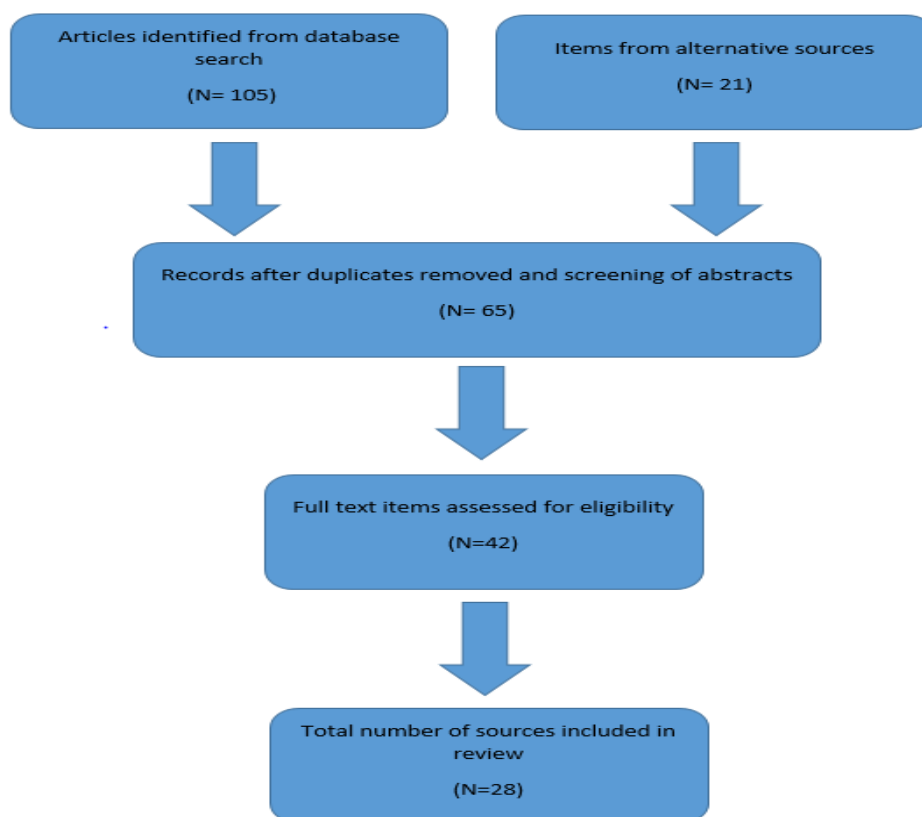 Articles identified from database
search
(N= 105)
Items from alternative sources
(N= 21)
Records after duplicates removed and screening of abstracts
(N= 65)
Full text items assessed for eligibility
(N=42)
Total number of sources included in
review
(N=28)